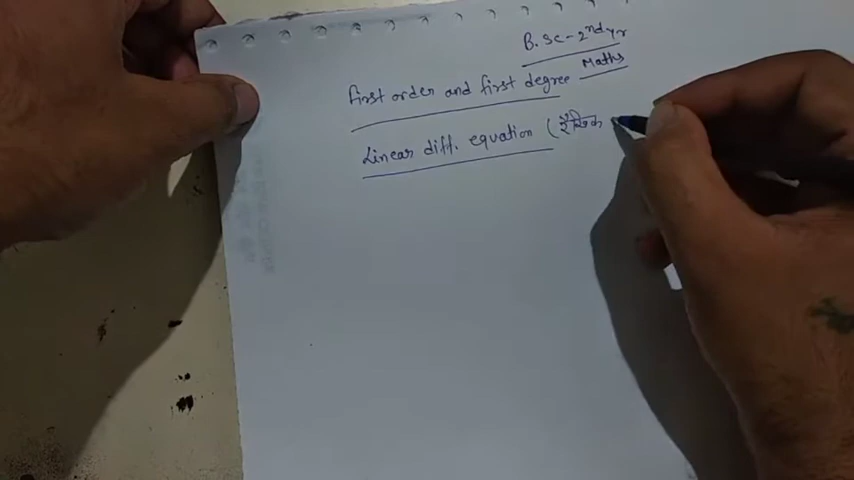 B.Sc-2nd yr
Maths
First order and first degree
Linear diff. equation (रैखिक